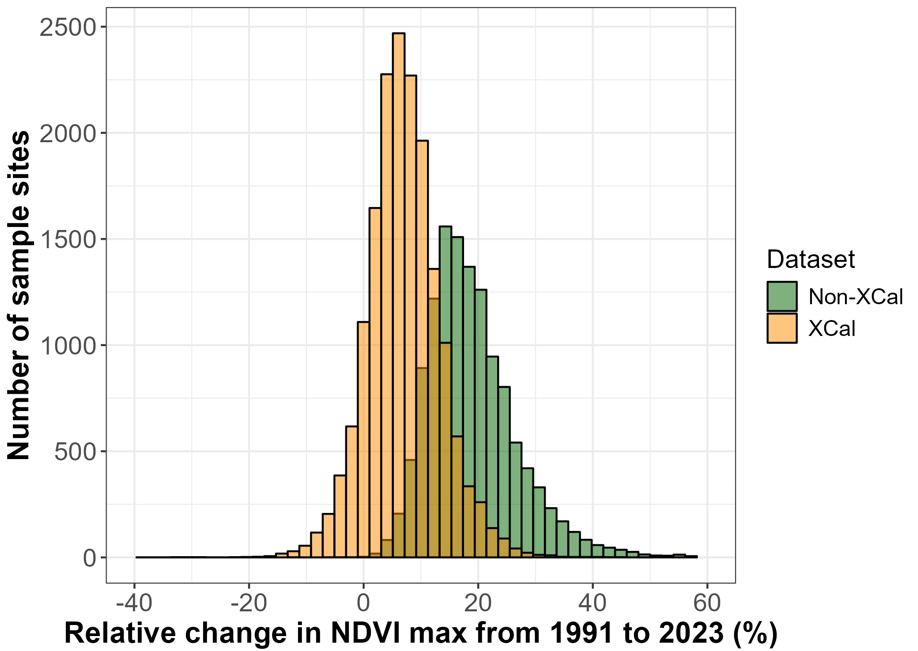 2500
2000
1500
1000
500
0
Number of sample sites
-40 -20 0 20 40 60
Relative change in NDVI max from 1991 to 2023 (%)
Dataset
Non-XCal
XCal